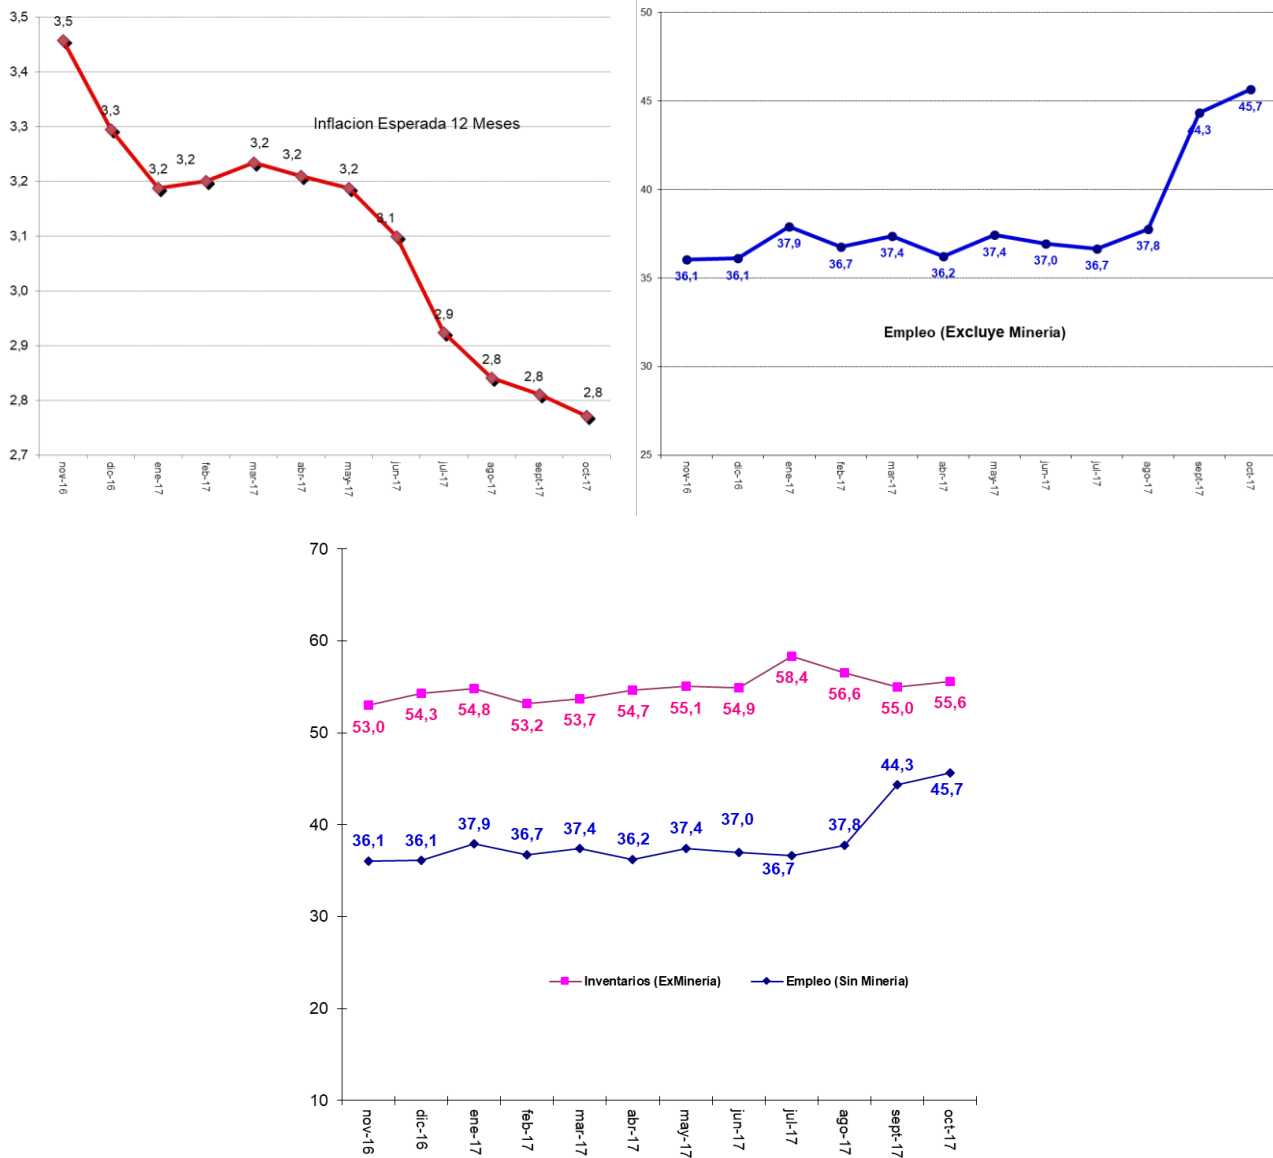 3,5
3,4
3,3
3,2
3,1
3,0
2,9
2,8
2,7
3,5
3,3
3,2
3,2
3,2
3,2
3,2
3,1
2,9
2,8
2,8
2,8
Inflacion Esperada 12 Meses
nov-16
dic-16
ene-17
feb-17
mar-17
abr-17
may-17
jun-17
jul-17
ago-17
sept-17
oct-17
50
45
40
35
30
25
36,1
36,1
37,9
36,7
37,4
36,2
37,4
37,0
36,7
37,8
44,3
45,7
Empleo (Excluye Mineria)
nov-16
dic-16
ene-17
feb-17
mar-17
abr-17
may-17
jun-17
jul-17
ago-17
sept-17
oct-17
70
60
50
40
30
20
10
53,0
54,3
54,8
53,2
53,7
54,7
55,1
54,9
58,4
56,6
55,0
55,6
36,1
36,1
37,9
36,7
37,4
36,2
37,4
37,0
36,7
37,8
44,3
45,7
Inventarios (ExMinería)
Empleo (Sin Mineria)
nov-16
dic-16
ene-17
feb-17
mar-17
abr-17
may-17
jun-17
jul-17
ago-17
sept-17
oct-17